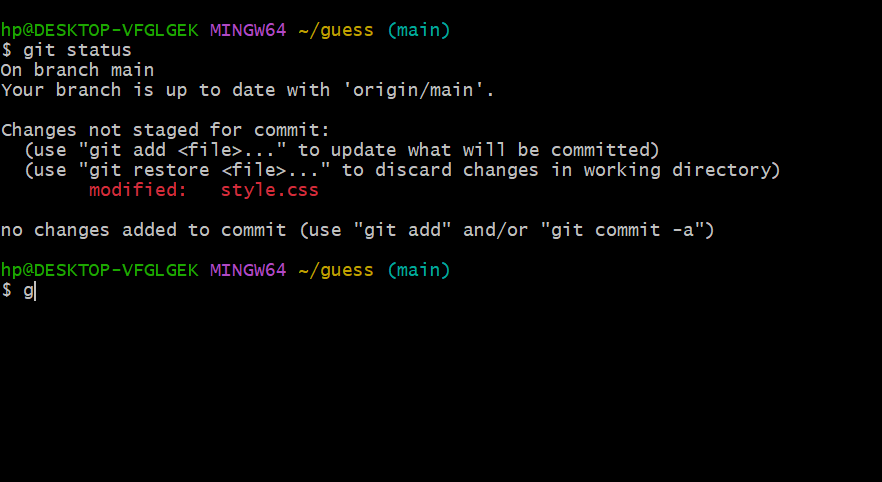 hp@DESKTOP-VFGLGEK MINGW64 ~/guess (main)
$ git status
On branch main
Your branch is up to date with 'origin/main'.
Changes not staged for commit:
  (use "git add <file>..." to update what will be committed)
  (use "git restore <file>..." to discard changes in working directory)
        modified:   style.css
no changes added to commit (use "git add" and/or "git commit -a")
hp@DESKTOP-VFGLGEK MINGW64 ~/guess (main)
$ g